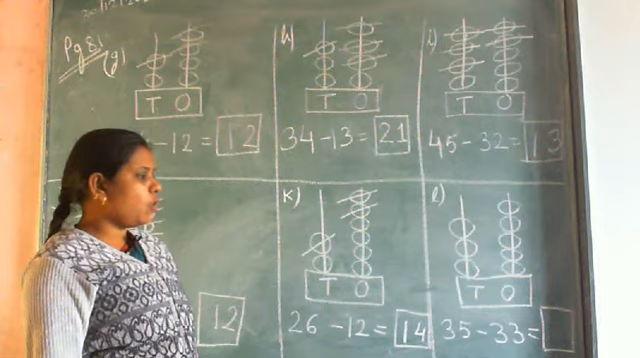 Pg 81
(g)
T O
-12 = 12
h)
T O
34-13= 21
i)
T O
45-32= 13
12
k)
T O
26 -12= 14
l)
T O
35-33=